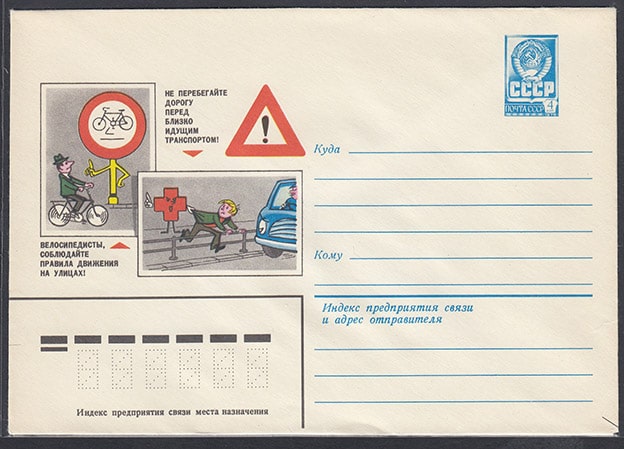 НЕ ПЕРЕБЕГАЙТЕ
ДОРОГУ
ПЕРЕД
БЛИЗКО
ИДУЩИМ
ТРАНСПОРТОМ!
ВЕЛОСИПЕДИСТЫ,
СОБЛЮДАЙТЕ
ПРАВИЛА ДВИЖЕНИЯ
НА УЛИЦАХ!
СССР
ПОЧТА СССР 4
Куда
Кому
Индекс предприятия связи
и адрес отправителя
Индекс предприятия связи места назначения